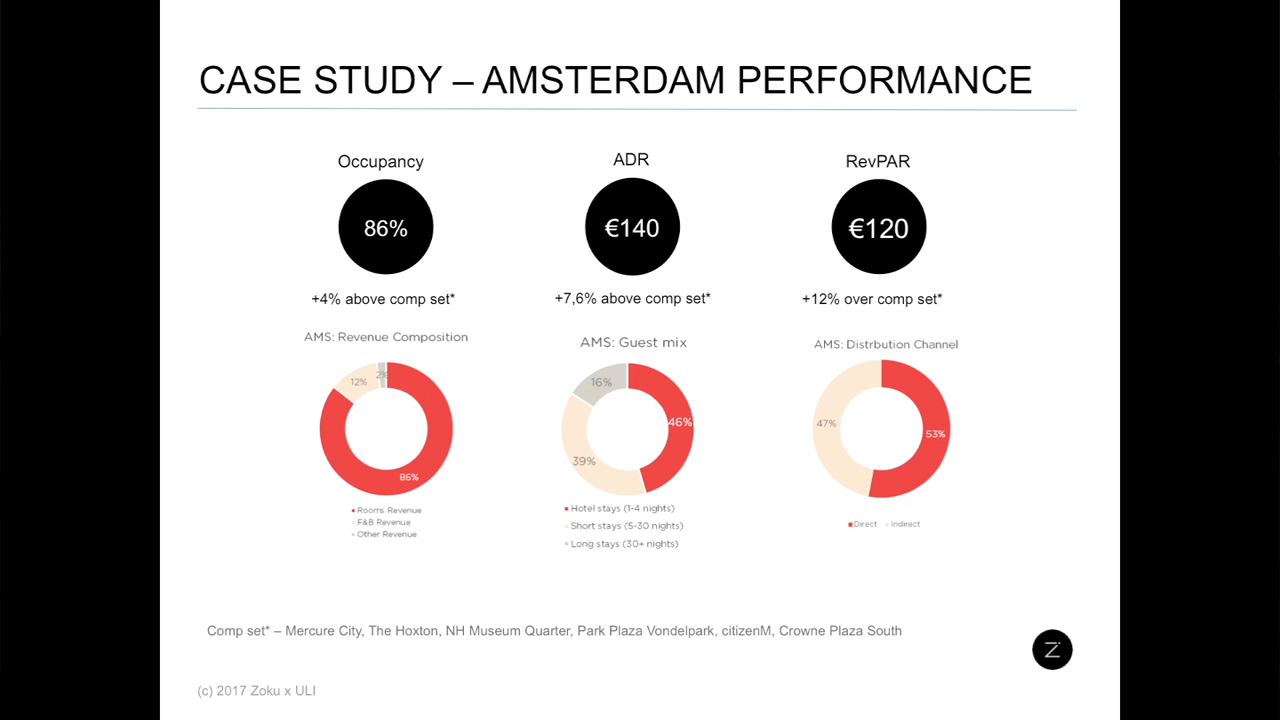 CASE STUDY – AMSTERDAM PERFORMANCE
Occupancy
ADR
RevPAR
86%
€140
€120
+4% above comp set*
+7,6% above comp set*
+12% over comp set*
AMS: Revenue Composition
12%
2%
86%
Rooms Revenue
F&B Revenue
Other Revenue
AMS: Guest mix
16%
46%
39%
Hotel stays (1-4 nights)
Short stays (5-30 nights)
Long stays (30+ nights)
AMS: Distrbution Channel
47%
53%
Direct Indirect
Comp set* – Mercure City, The Hoxton, NH Museum Quarter, Park Plaza Vondelpark, citizenM, Crowne Plaza South
Z
(c) 2017 Zoku x ULI